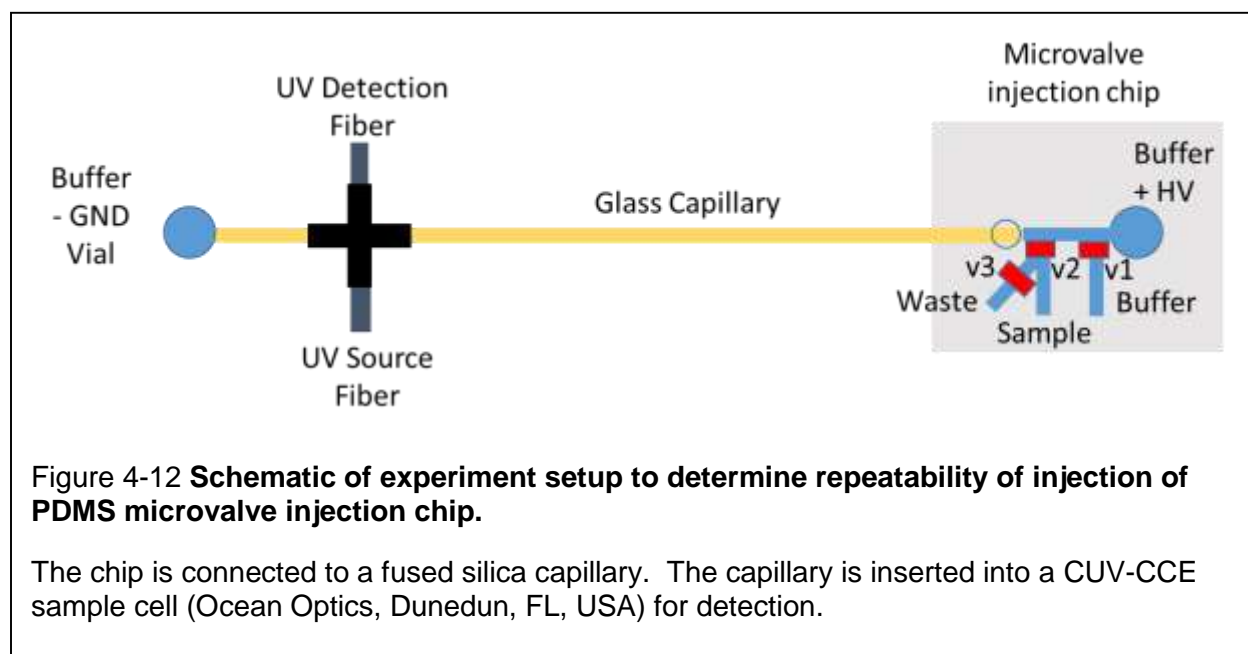 Microvalve
injection chip
UV Detection
Fiber
Buffer
+ HV
Buffer
- GND
Vial
Glass Capillary
v3
v2
v1
Waste
Buffer
Sample
UV Source
Fiber
Figure 4-12 Schematic of experiment setup to determine repeatability of injection of
PDMS microvalve injection chip.
The chip is connected to a fused silica capillary. The capillary is inserted into a CUV-CCE
sample cell (Ocean Optics, Dunedun, FL, USA) for detection.